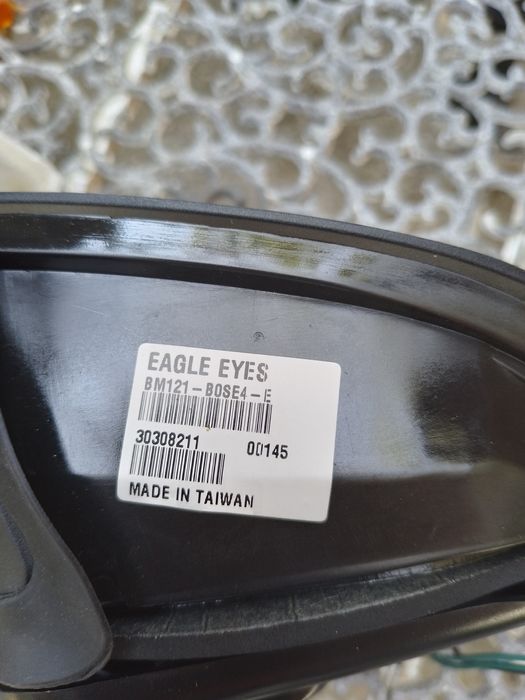 EAGLE EYES
BM121-B0SE4-E
30308211 00145
MADE IN TAIWAN